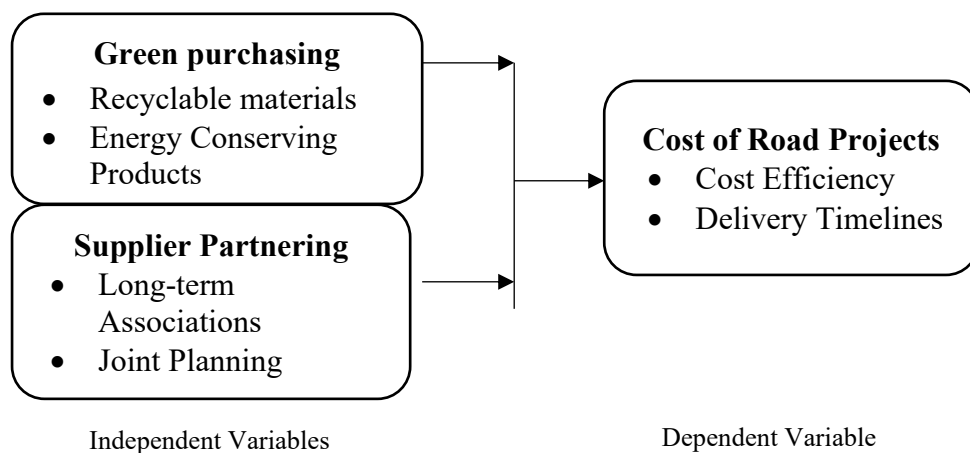 Green purchasing
• Recyclable materials
• Energy Conserving
Products
Supplier Partnering
• Long-term
Associations
• Joint Planning
Cost of Road Projects
• Cost Efficiency
• Delivery Timelines
Independent Variables
Dependent Variable